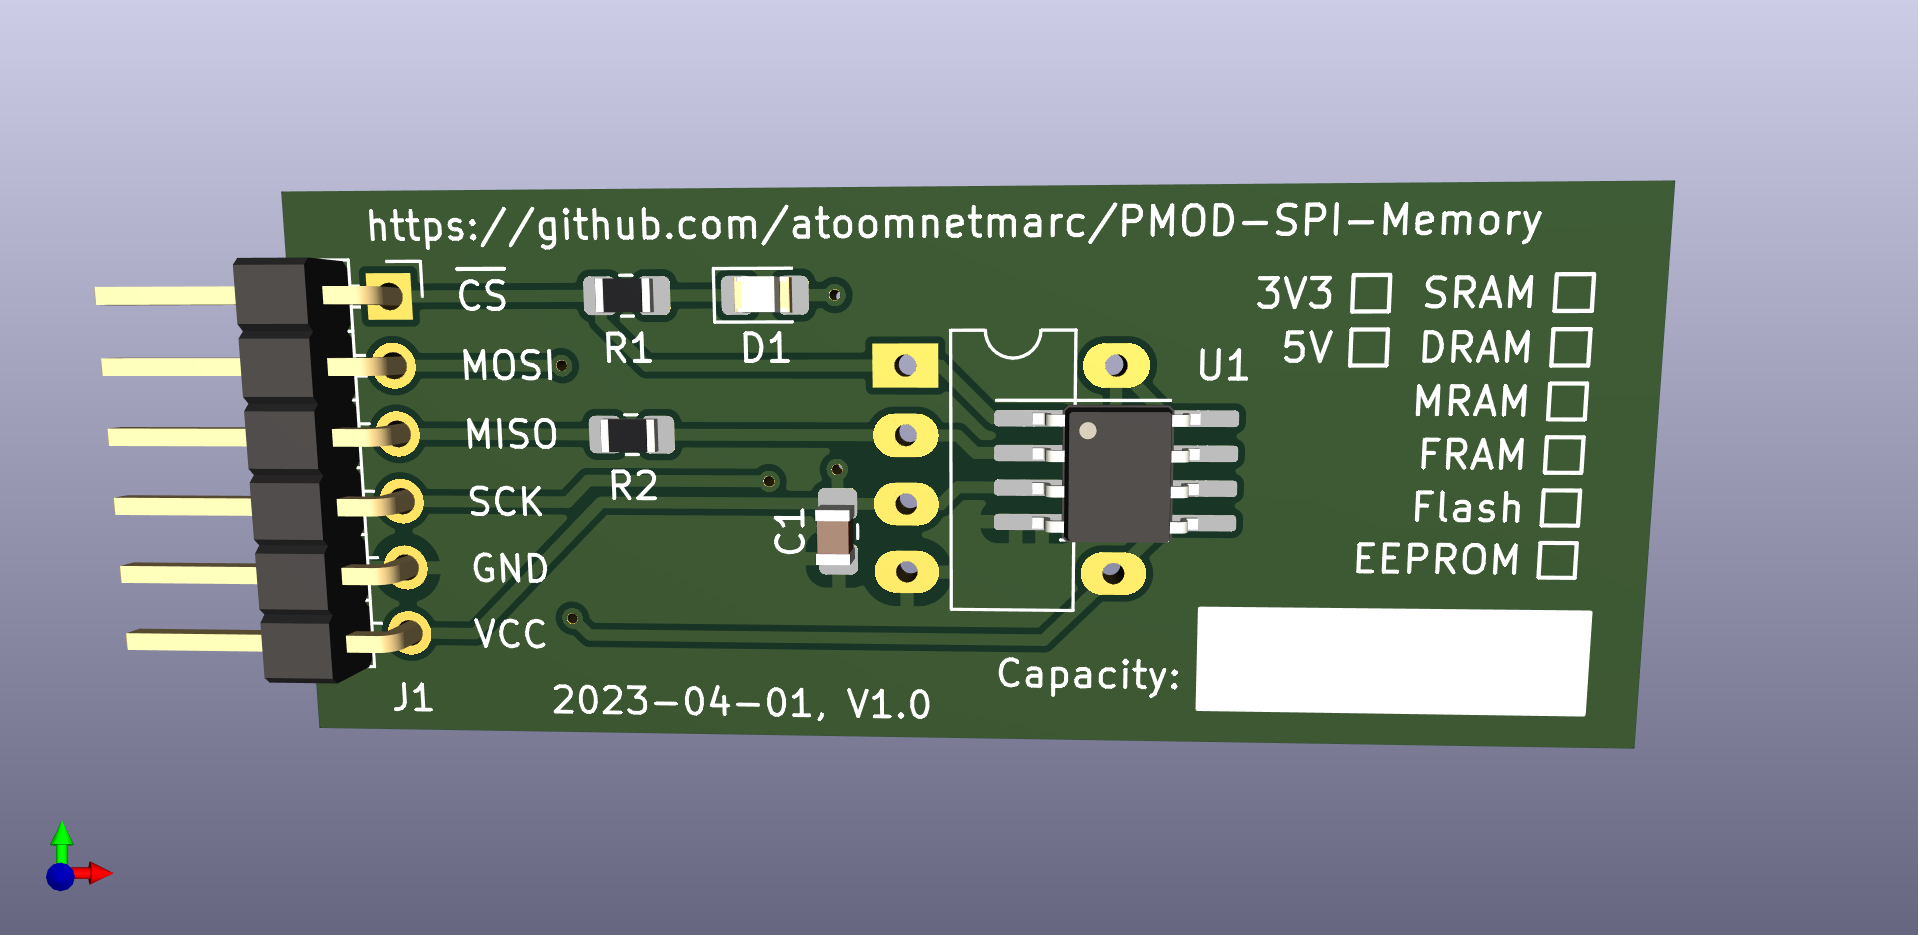 https://github.com/atoomnetmarc/PMOD-SPI-Memory
CS
R1
D1
MOSI
MISO
R2
SCK
C1
GND
VCC
J1
2023-04-01, V1.0
U1
3V3
SRAM
5V
DRAM
MRAM
FRAM
Flash
EEPROM
Capacity: